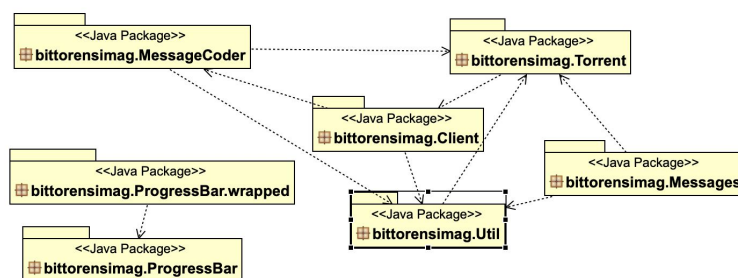 <<Java Package>>
bittorensimag.MessageCoder
<<Java Package>>
bittorensimag.Torrent
<<Java Package>>
bittorensimag.Client
<<Java Package>>
bittorensimag.ProgressBar.wrapped
<<Java Package>>
bittorensimag.Messages
<<Java Package>>
bittorensimag.Util
<<Java Package>>
bittorensimag.ProgressBar